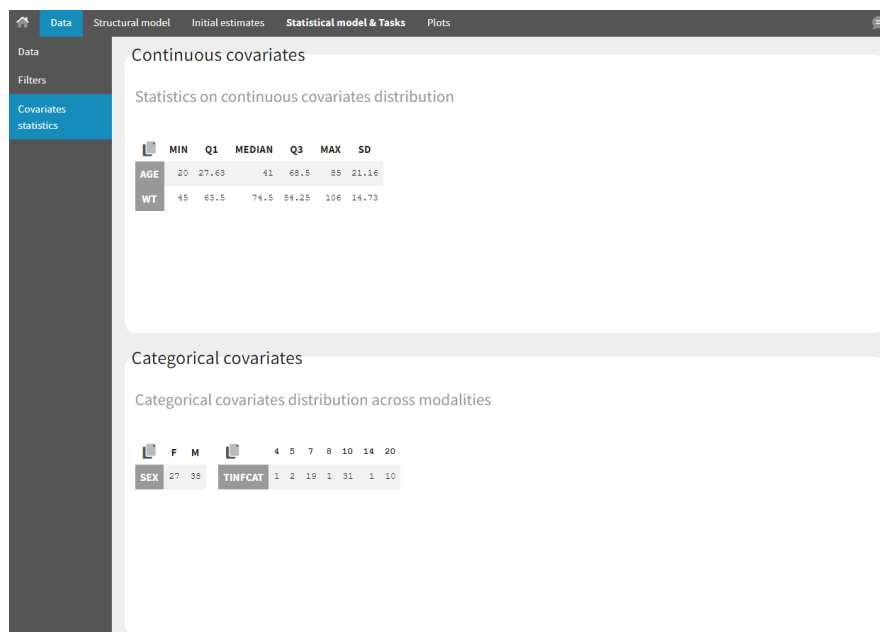 Data Structural model Initial estimates Statistical model & Tasks Plots
Data
Filters
Covariates
statistics
Continuous covariates
Statistics on continuous covariates distribution
MIN Q1 MEDIAN Q3 MAX SD
AGE 20 27.63 41 68.5 85 21.16
WT 45 63.5 74.5 84.25 106 14.73
Categorical covariates
Categorical covariates distribution across modalities
F M
SEX 27 38
4 5 7 8 10 14 20
TINFCAT 1 2 19 1 31 1 10